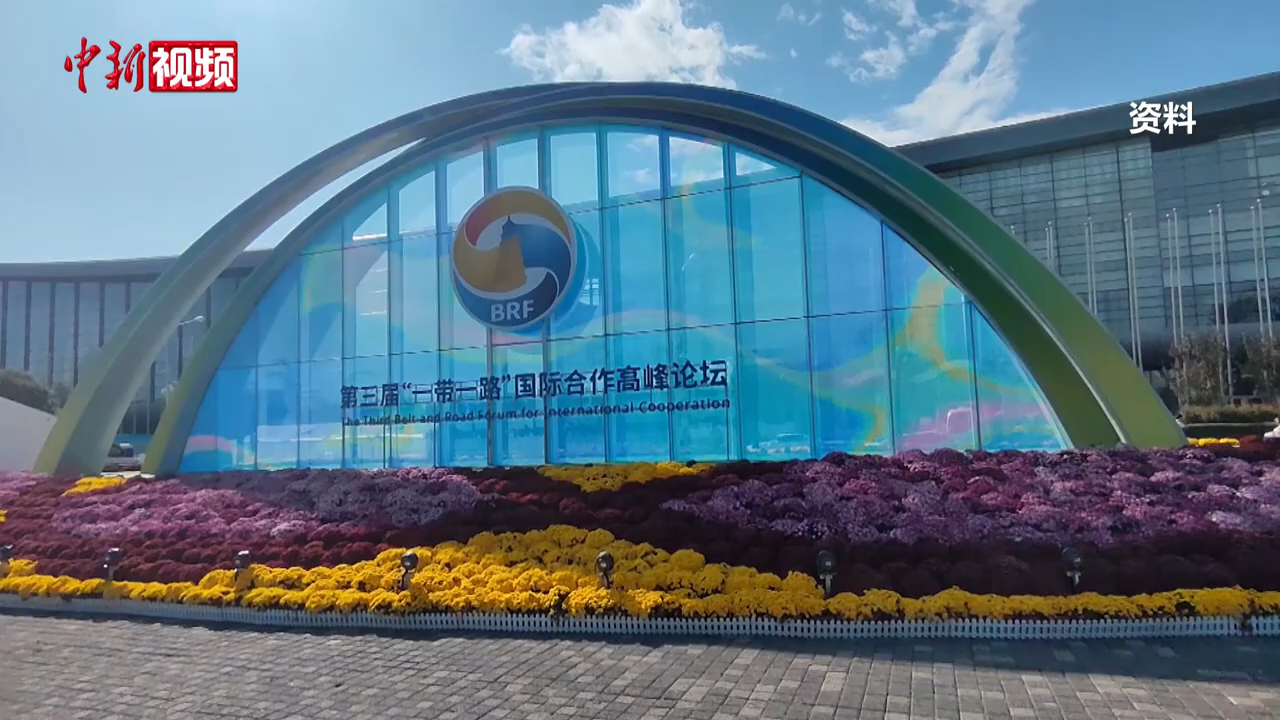 中新视频
资料
BRF
第三届“一带一路”国际合作高峰论坛
The Third Belt and Road Forum for International Cooperation